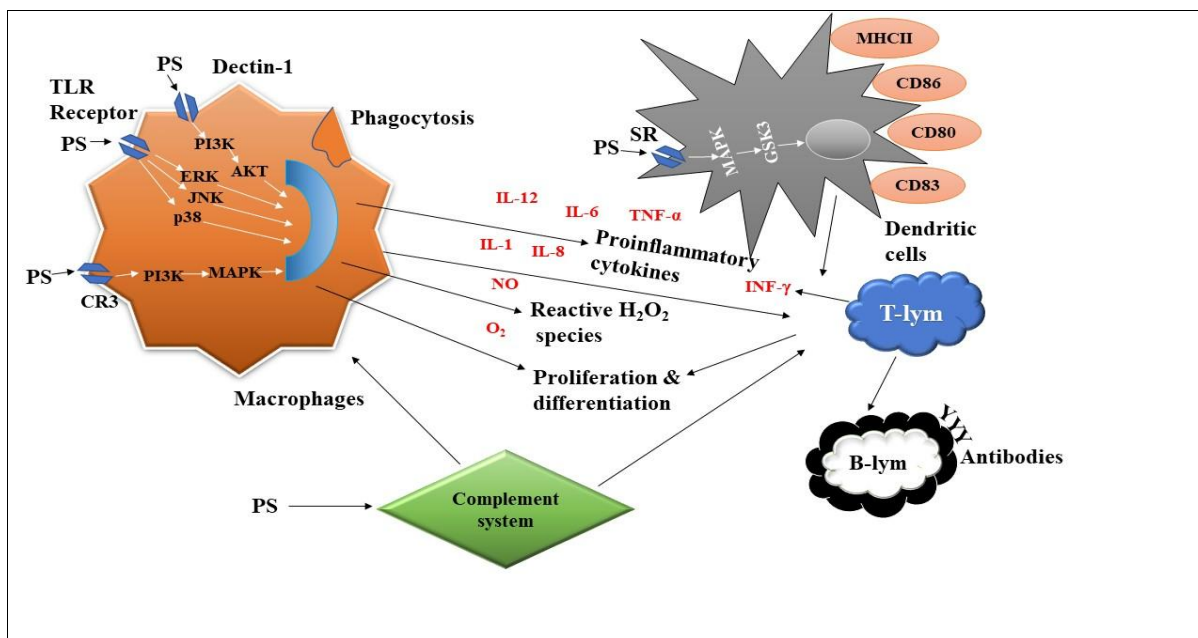 PS
Dectin-1
TLR
Receptor
PS
Phagocytosis
PI3K
AKT
ERK
JNK
p38
PS
CR3
PI3K
MAPK
Macrophages
IL-12
IL-6
TNF-α
Proinflammatory
cytokines
IL-1
IL-8
NO
Reactive H₂O₂
species
O₂
Proliferation &
differentiation
PS
Complement
system
MHCII
CD86
CD80
CD83
SR
PS
MAPK
GSK3
Dendritic
cells
INF-γ
T-lym
B-lym
YYY
Antibodies